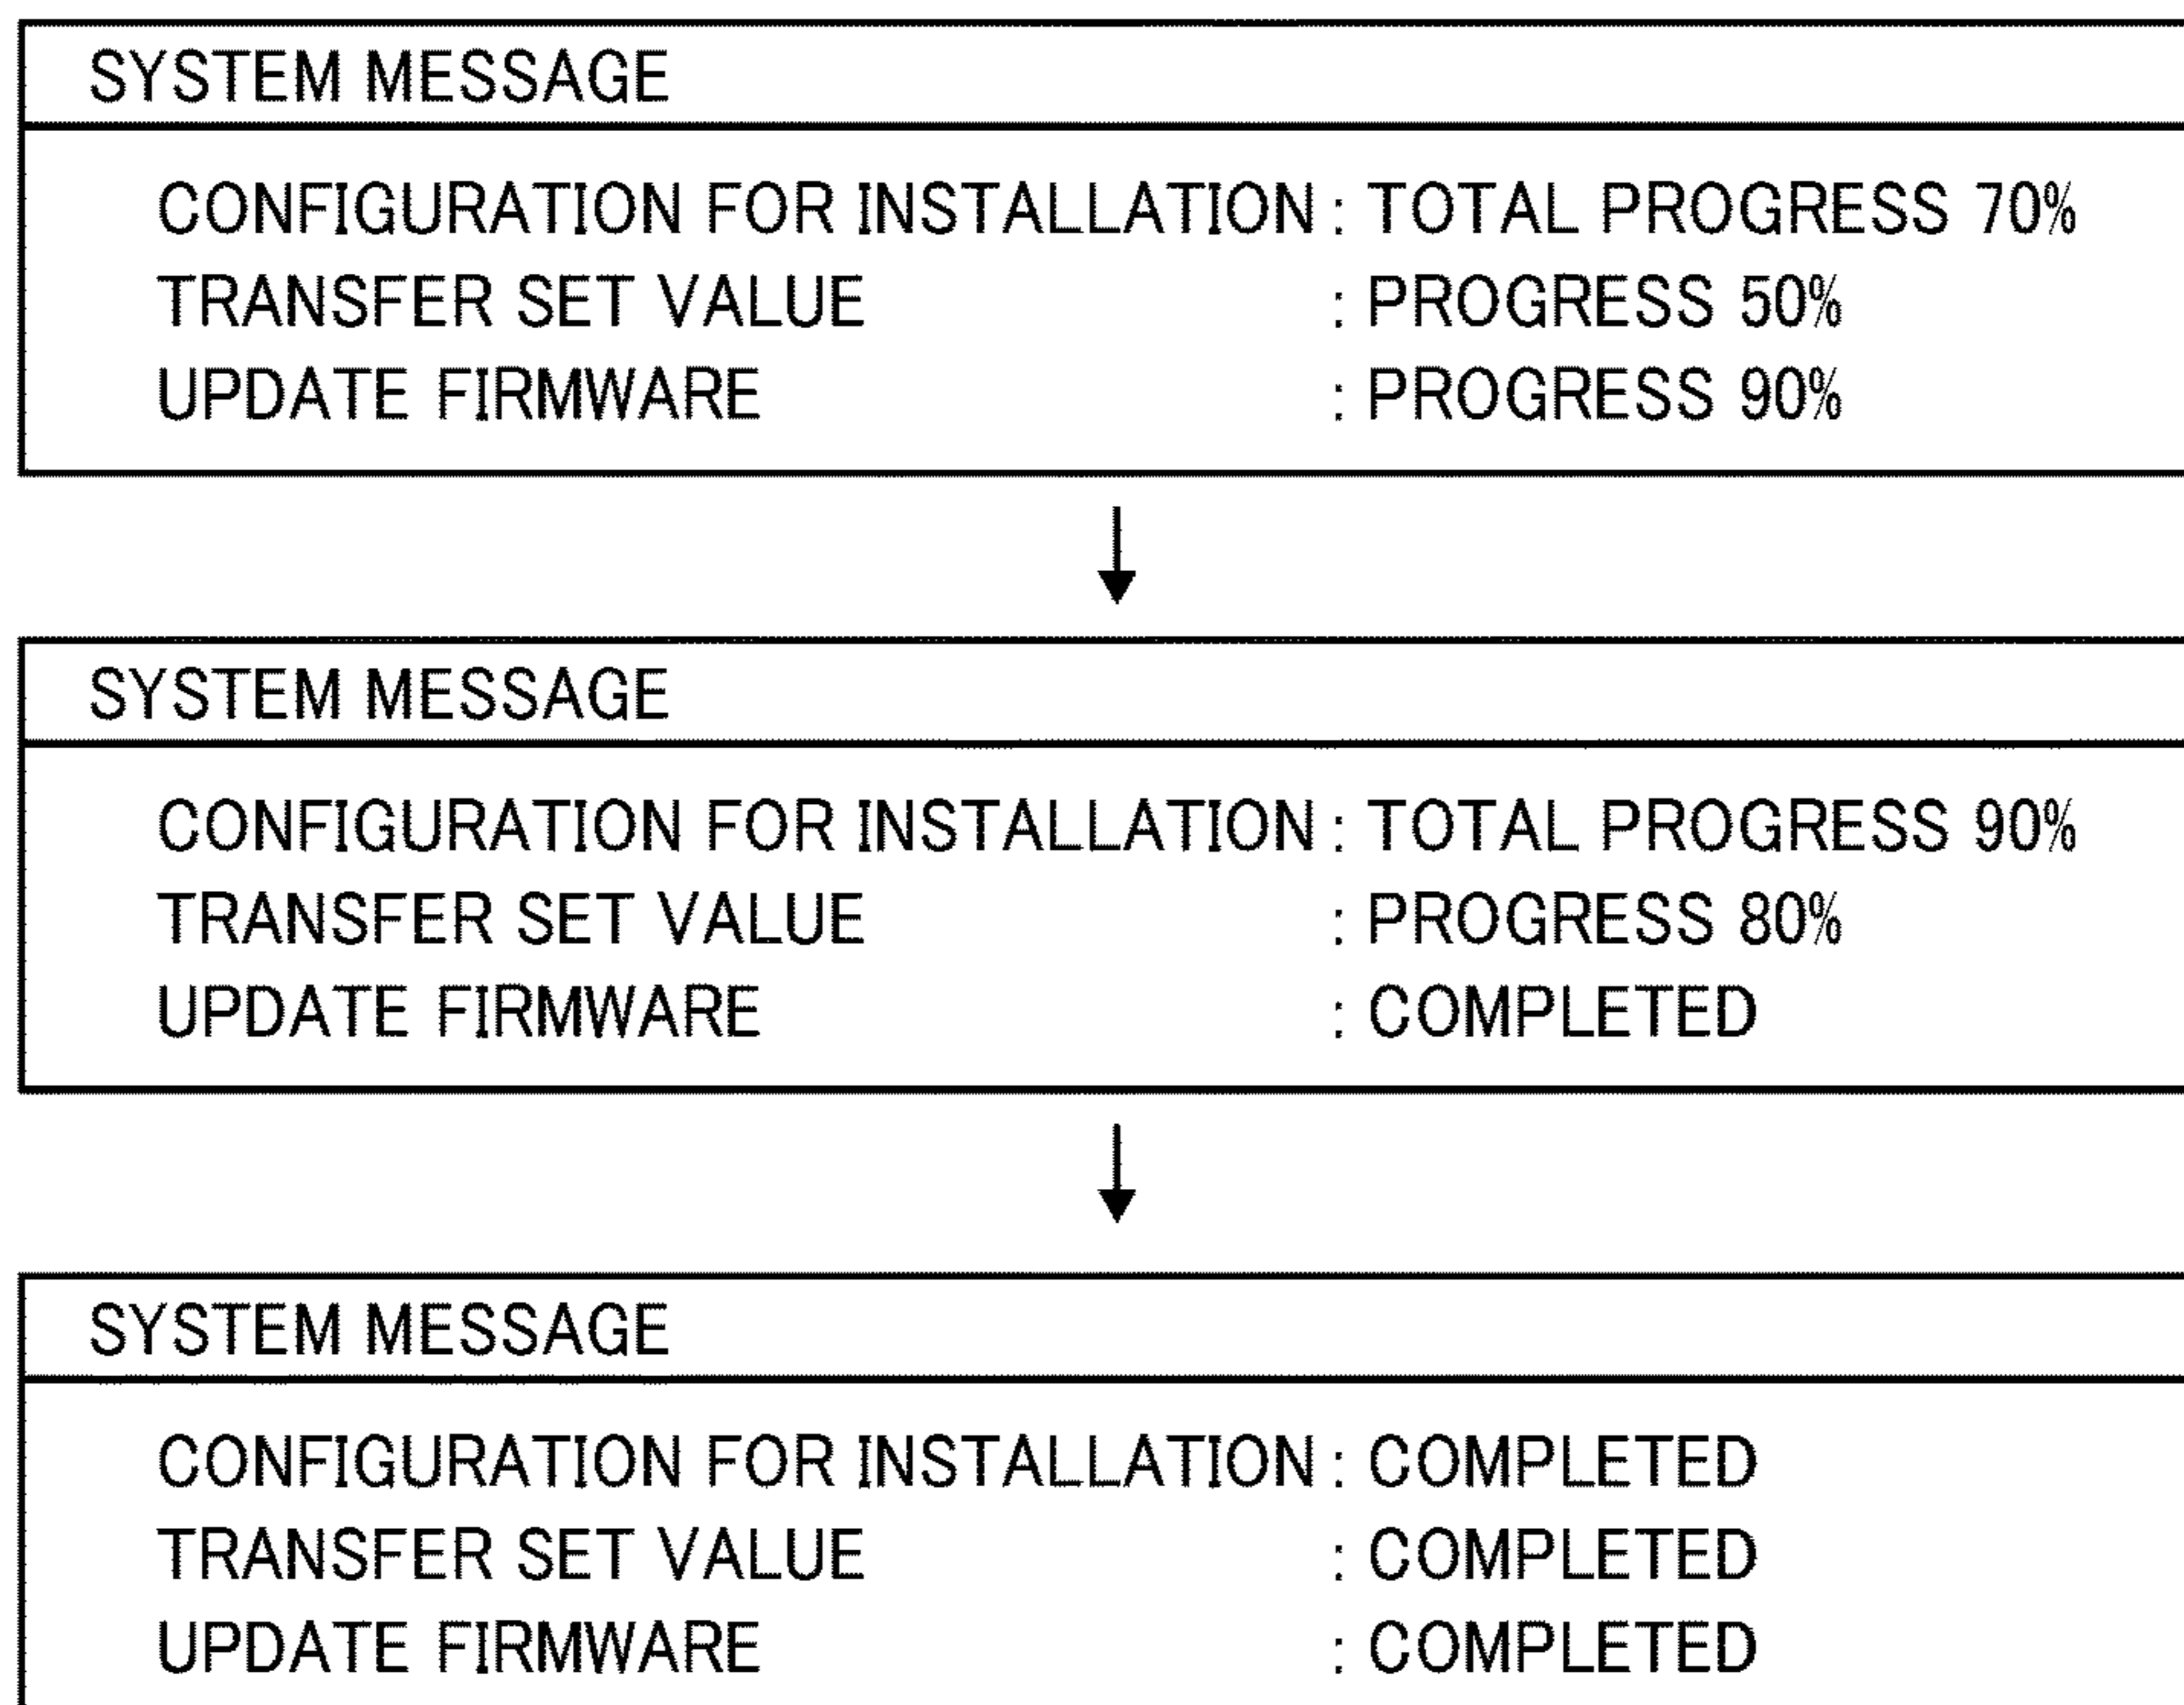 SYSTEM MESSAGE
CONFIGURATION FOR INSTALLATION : TOTAL PROGRESS 70%
TRANSFER SET VALUE : PROGRESS 50%
UPDATE FIRMWARE : PROGRESS 90%
SYSTEM MESSAGE
CONFIGURATION FOR INSTALLATION : TOTAL PROGRESS 90%
TRANSFER SET VALUE : PROGRESS 80%
UPDATE FIRMWARE : COMPLETED
SYSTEM MESSAGE
CONFIGURATION FOR INSTALLATION : COMPLETED
TRANSFER SET VALUE : COMPLETED
UPDATE FIRMWARE : COMPLETED